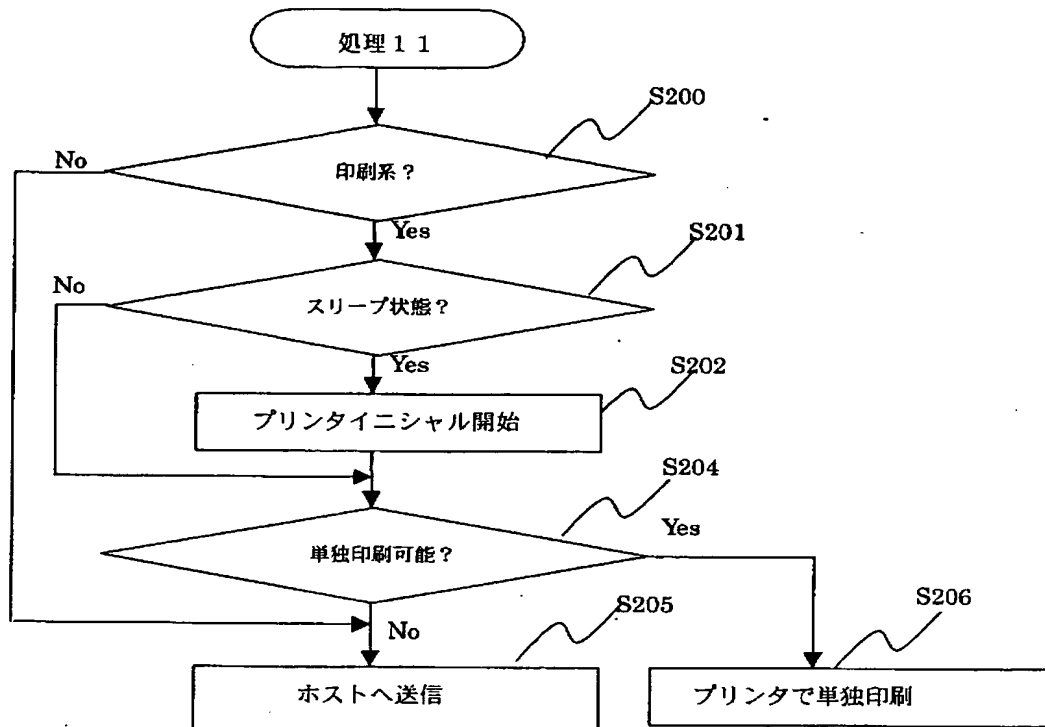 処理１１
S200
No
印刷系？
Yes
S201
No
スリープ状態？
Yes
S202
プリンタイニシャル開始
S204
Yes
単独印刷可能？
S205
S206
No
ホストへ送信
プリンタで単独印刷